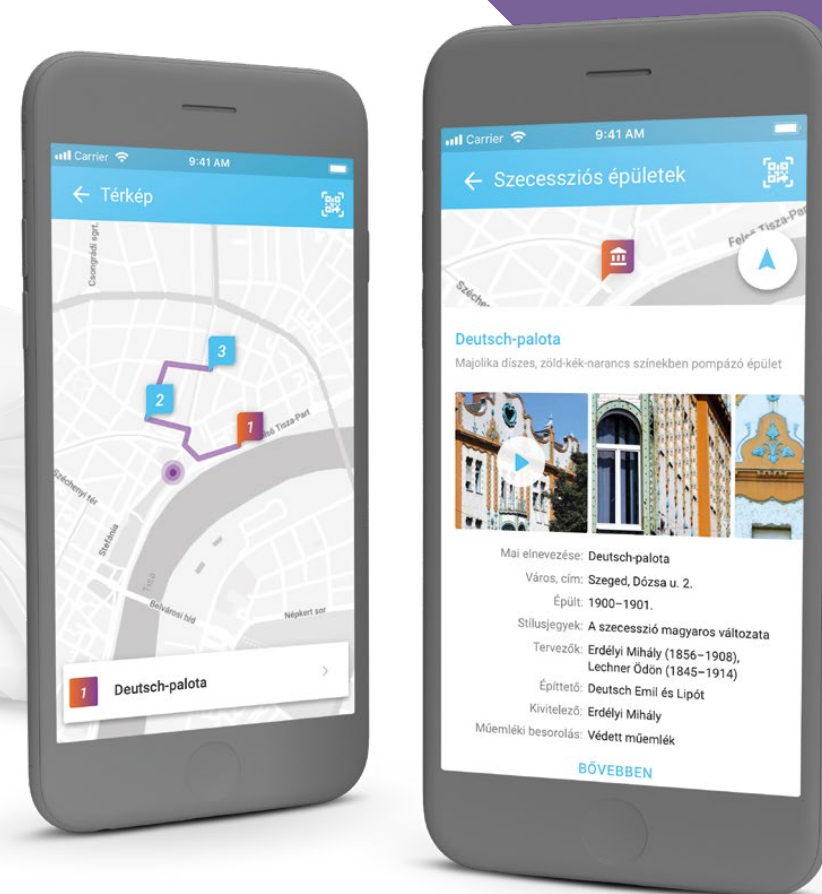 Carrier
9:41 AM
Térkép
Csongrádi sgrt.
3
2
1
Felső Tisza-Part
Széchenyi tér
Stefánia
Tisza
Belvárosi híd
Népkert sor
1 Deutsch-palota
Carrier
9:41 AM
Szecessziós épületek
Felső Tisza-Par
Széche
Deutsch-palota
Majolika díszes, zöld-kék-narancs színekben pompázó épület
Mai elnevezése: Deutsch-palota
Város, cím: Szeged, Dózsa u. 2.
Épült: 1900–1901.
Stílusjegyek: A szecesszió magyaros változata
Tervezők: Erdélyi Mihály (1856–1908),
Lechner Ödön (1845–1914)
Építtető: Deutsch Emil és Lipót
Kivitelező: Erdélyi Mihály
Műemléki besorolás: Védett műemlék
BŐVEBBEN